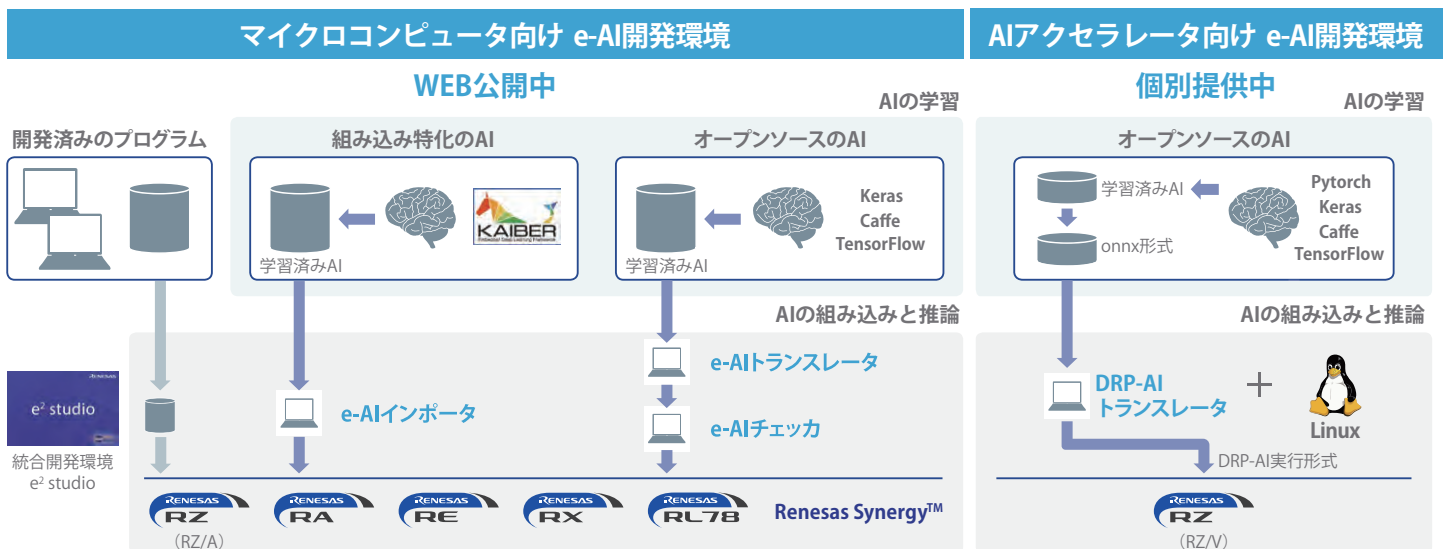 マイクロコンピュータ向け e-AI開発環境
WEB公開中
AIの学習
開発済みのプログラム
組み込み特化のAI
KAIBER
学習済みAI
オープンソースのAI
Keras
Caffe
TensorFlow
学習済みAI
AIの組み込みと推論
RENESAS
e² studio
統合開発環境
e² studio
e-AIインポータ
e-AIトランスレータ
e-AIチェッカ
RENESAS
RZ
(RZ/A)
RENESAS
RA
RENESAS
RE
RENESAS
RX
RENESAS
RL78
Renesas Synergy™
AIアクセラレータ向け e-AI開発環境
個別提供中
AIの学習
オープンソースのAI
学習済みAI
onnx形式
Pytorch
Keras
Caffe
TensorFlow
AIの組み込みと推論
DRP-AI
トランスレータ
+
Linux
DRP-AI実行形式
RENESAS
RZ
(RZ/V)